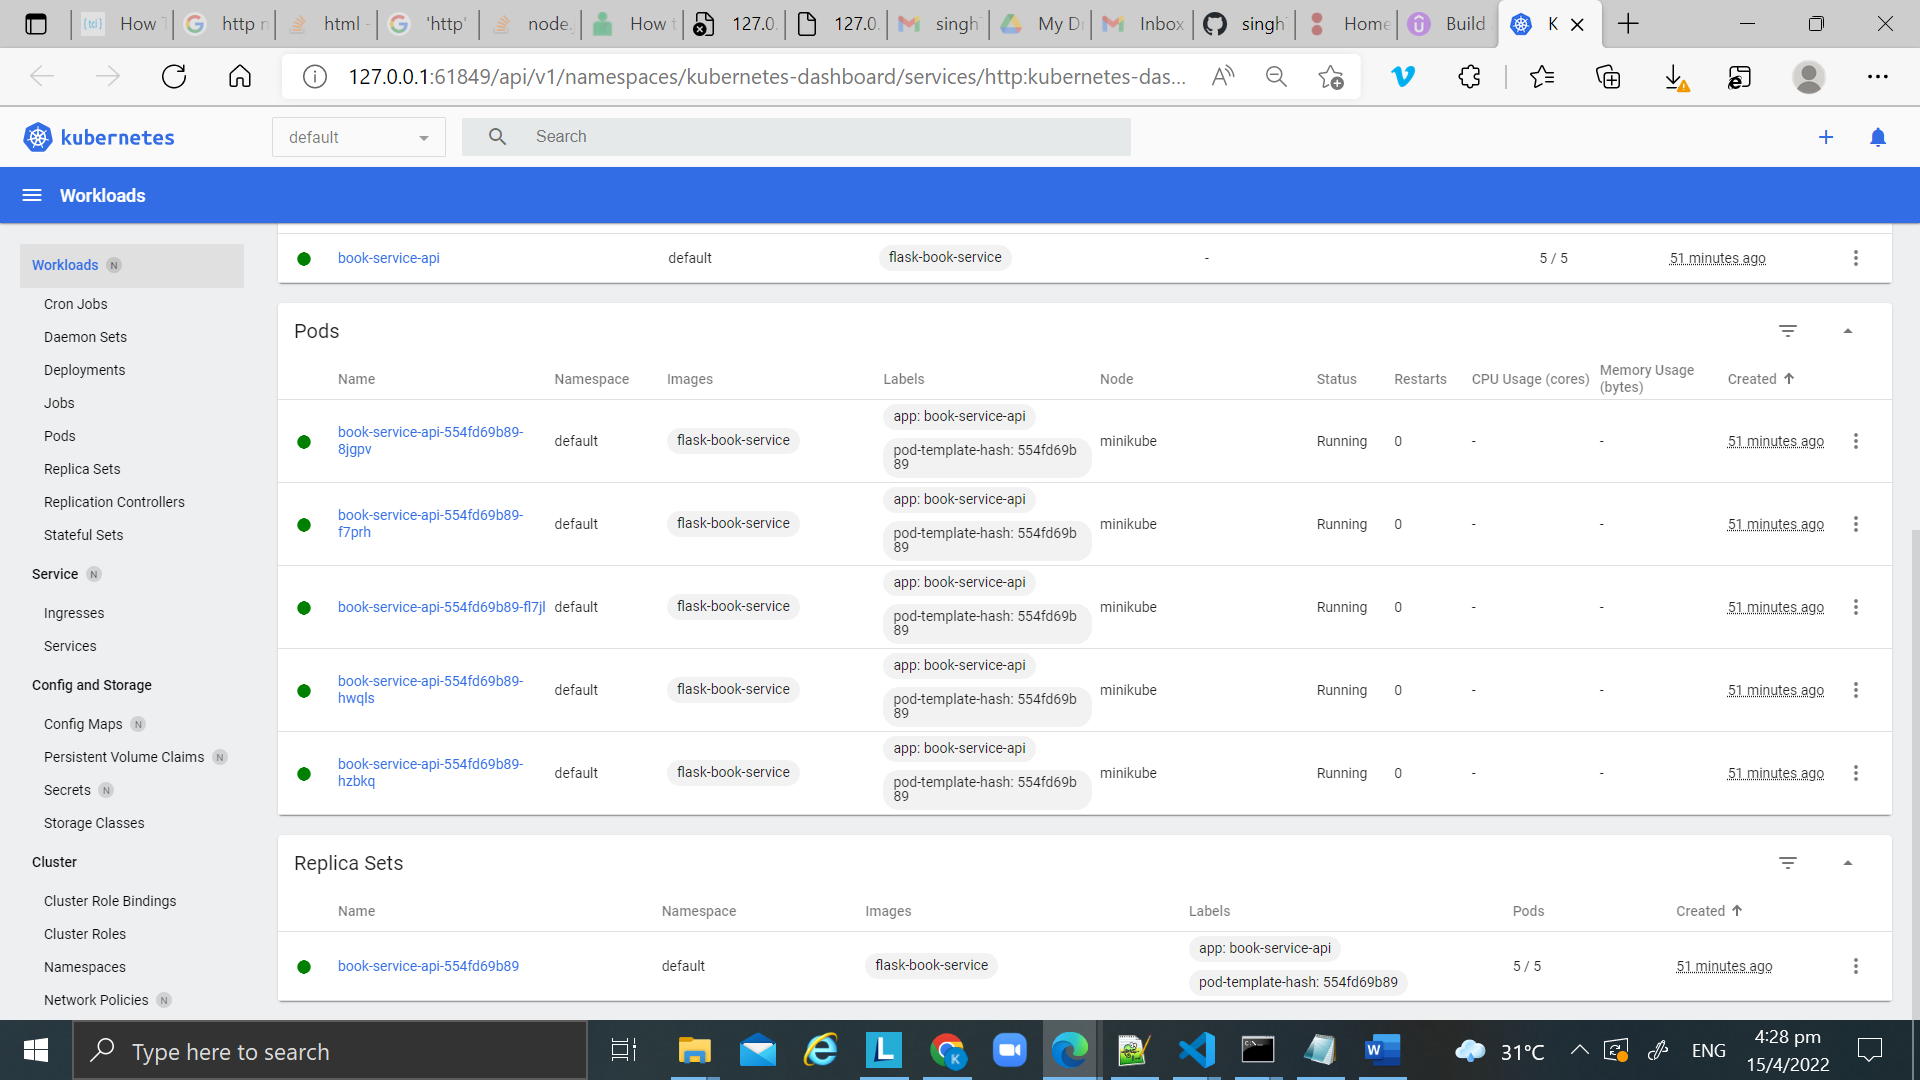 How T
http n
html -
'http'
node.j
How t
127.0.
127.0.
singh
My Dr
Inbox
singh
Home
Build
K
127.0.0.1:61849/api/v1/namespaces/kubernetes-dashboard/services/http:kubernetes-das...
kubernetes
default
Search
Workloads
Workloads N
Cron Jobs
Daemon Sets
Deployments
Jobs
Pods
Replica Sets
Replication Controllers
Stateful Sets
Service N
Ingresses
Services
Config and Storage
Config Maps N
Persistent Volume Claims N
Secrets N
Storage Classes
Cluster
Cluster Role Bindings
Cluster Roles
Namespaces
Network Policies N
book-service-api default flask-book-service - 5 / 5 51 minutes ago
Pods
Name Namespace Images Labels Node Status Restarts CPU Usage (cores) Memory Usage (bytes) Created
book-service-api-554fd69b89-
8jgpv
default flask-book-service
app: book-service-api
pod-template-hash: 554fd69b
89
minikube Running 0 - - 51 minutes ago
book-service-api-554fd69b89-
f7prh
default flask-book-service
app: book-service-api
pod-template-hash: 554fd69b
89
minikube Running 0 - - 51 minutes ago
book-service-api-554fd69b89-fl7jl
default flask-book-service
app: book-service-api
pod-template-hash: 554fd69b
89
minikube Running 0 - - 51 minutes ago
book-service-api-554fd69b89-
hwqls
default flask-book-service
app: book-service-api
pod-template-hash: 554fd69b
89
minikube Running 0 - - 51 minutes ago
book-service-api-554fd69b89-
hzbkq
default flask-book-service
app: book-service-api
pod-template-hash: 554fd69b
89
minikube Running 0 - - 51 minutes ago
Replica Sets
Name Namespace Images Labels Pods Created
book-service-api-554fd69b89 default flask-book-service
app: book-service-api
pod-template-hash: 554fd69b89
5 / 5 51 minutes ago
Type here to search
31°C
ENG
4:28 pm
15/4/2022